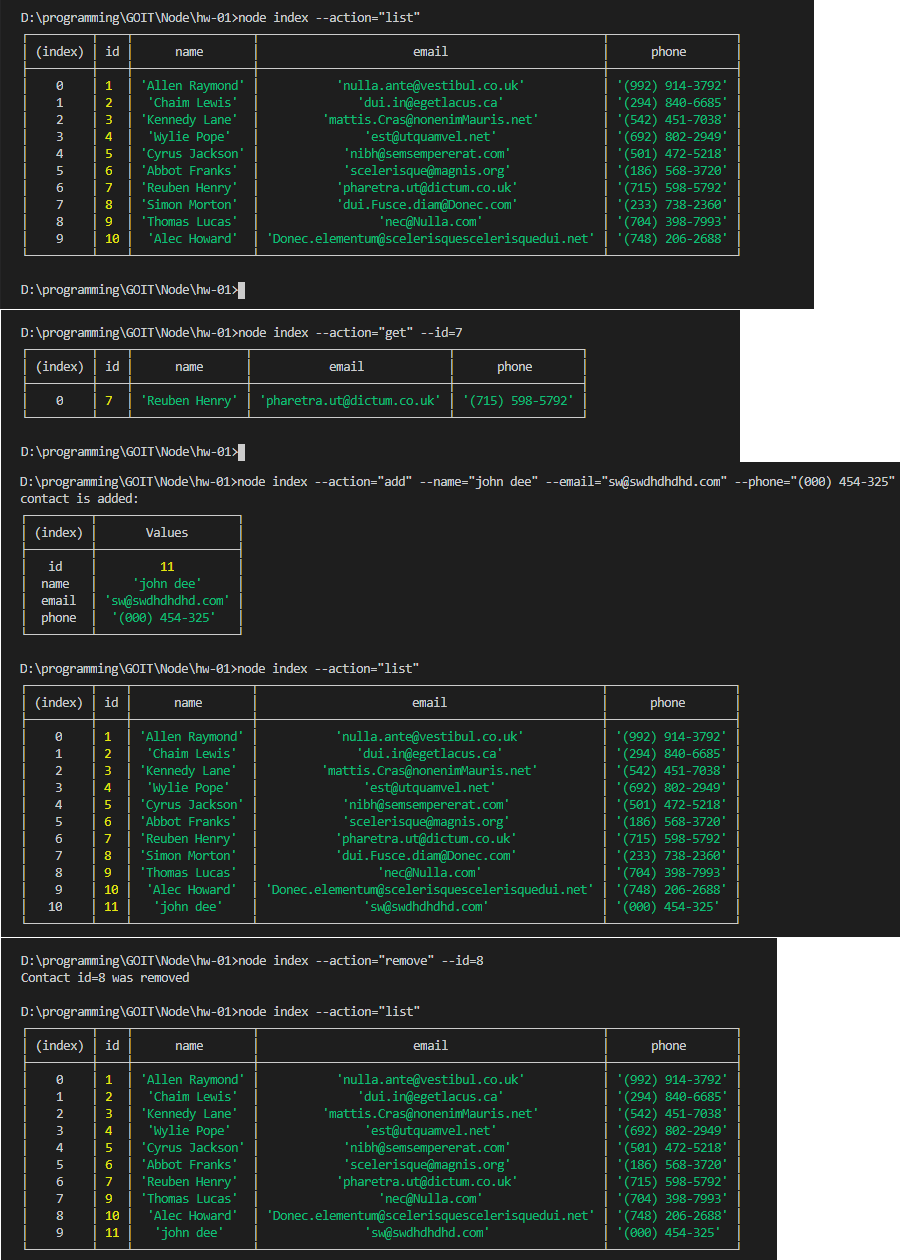 D:\programming\GOIT\Node\hw-01>node index --action="list"
(index) id name email phone
0 1 'Allen Raymond' 'nulla.ante@vestibul.co.uk' '(992) 914-3792'
1 2 'Chaim Lewis' 'dui.in@egetlacus.ca' '(294) 840-6685'
2 3 'Kennedy Lane' 'mattis.Cras@nonenimMauris.net' '(542) 451-7038'
3 4 'Wylie Pope' 'est@utquamvel.net' '(692) 802-2949'
4 5 'Cyrus Jackson' 'nibh@semsempererat.com' '(501) 472-5218'
5 6 'Abbot Franks' 'scelerisque@magnis.org' '(186) 568-3720'
6 7 'Reuben Henry' 'pharetra.ut@dictum.co.uk' '(715) 598-5792'
7 8 'Simon Morton' 'dui.Fusce.diam@Donec.com' '(233) 738-2360'
8 9 'Thomas Lucas' 'nec@Nulla.com' '(704) 398-7993'
9 10 'Alec Howard' 'Donec.elementum@scelerisquescelerisquedui.net' '(748) 206-2688'
D:\programming\GOIT\Node\hw-01>
D:\programming\GOIT\Node\hw-01>node index --action="get" --id=7
(index) id name email phone
0 7 'Reuben Henry' 'pharetra.ut@dictum.co.uk' '(715) 598-5792'
D:\programming\GOIT\Node\hw-01>
D:\programming\GOIT\Node\hw-01>node index --action="add" --name="john dee" --email="sw@swdhdhdhd.com" --phone="(000) 454-325"
contact is added:
(index) Values
id 11
name 'john dee'
email 'sw@swdhdhdhd.com'
phone '(000) 454-325'
D:\programming\GOIT\Node\hw-01>node index --action="list"
(index) id name email phone
0 1 'Allen Raymond' 'nulla.ante@vestibul.co.uk' '(992) 914-3792'
1 2 'Chaim Lewis' 'dui.in@egetlacus.ca' '(294) 840-6685'
2 3 'Kennedy Lane' 'mattis.Cras@nonenimMauris.net' '(542) 451-7038'
3 4 'Wylie Pope' 'est@utquamvel.net' '(692) 802-2949'
4 5 'Cyrus Jackson' 'nibh@semsempererat.com' '(501) 472-5218'
5 6 'Abbot Franks' 'scelerisque@magnis.org' '(186) 568-3720'
6 7 'Reuben Henry' 'pharetra.ut@dictum.co.uk' '(715) 598-5792'
7 8 'Simon Morton' 'dui.Fusce.diam@Donec.com' '(233) 738-2360'
8 9 'Thomas Lucas' 'nec@Nulla.com' '(704) 398-7993'
9 10 'Alec Howard' 'Donec.elementum@scelerisquescelerisquedui.net' '(748) 206-2688'
10 11 'john dee' 'sw@swdhdhdhd.com' '(000) 454-325'
D:\programming\GOIT\Node\hw-01>node index --action="remove" --id=8
Contact id=8 was removed
D:\programming\GOIT\Node\hw-01>node index --action="list"
(index) id name email phone
0 1 'Allen Raymond' 'nulla.ante@vestibul.co.uk' '(992) 914-3792'
1 2 'Chaim Lewis' 'dui.in@egetlacus.ca' '(294) 840-6685'
2 3 'Kennedy Lane' 'mattis.Cras@nonenimMauris.net' '(542) 451-7038'
3 4 'Wylie Pope' 'est@utquamvel.net' '(692) 802-2949'
4 5 'Cyrus Jackson' 'nibh@semsempererat.com' '(501) 472-5218'
5 6 'Abbot Franks' 'scelerisque@magnis.org' '(186) 568-3720'
6 7 'Reuben Henry' 'pharetra.ut@dictum.co.uk' '(715) 598-5792'
7 9 'Thomas Lucas' 'nec@Nulla.com' '(704) 398-7993'
8 10 'Alec Howard' 'Donec.elementum@scelerisquescelerisquedui.net' '(748) 206-2688'
9 11 'john dee' 'sw@swdhdhdhd.com' '(000) 454-325'